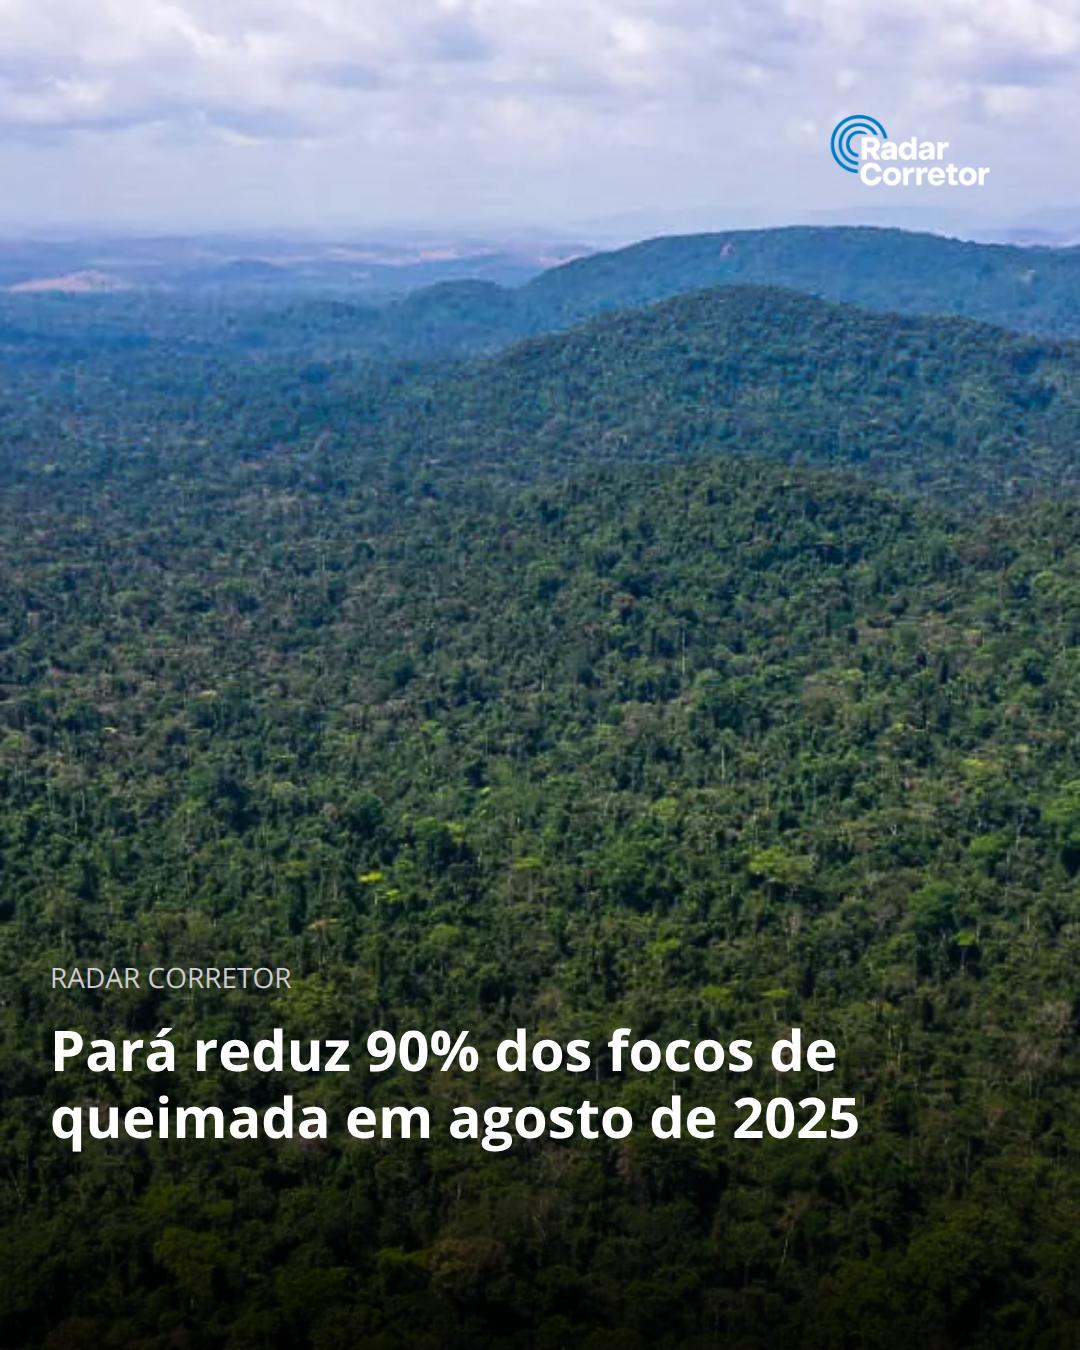 Radar
Corretor
RADAR CORRETOR
Pará reduz 90% dos focos de
queimada em agosto de 2025